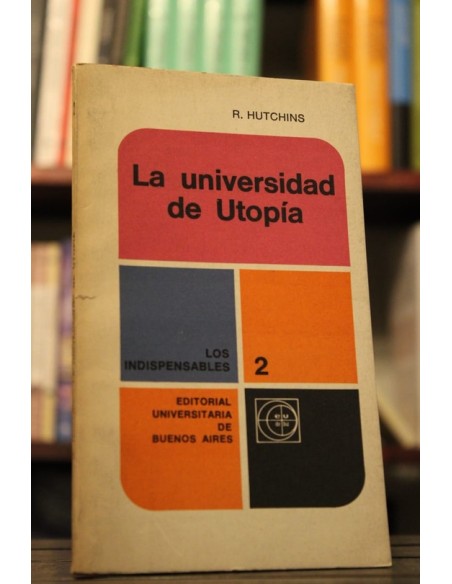 R. HUTCHINS
La universidad
de Utopía
LOS
INDISPENSABLES
2
EDITORIAL
UNIVERSITARIA
DE
BUENOS AIRES